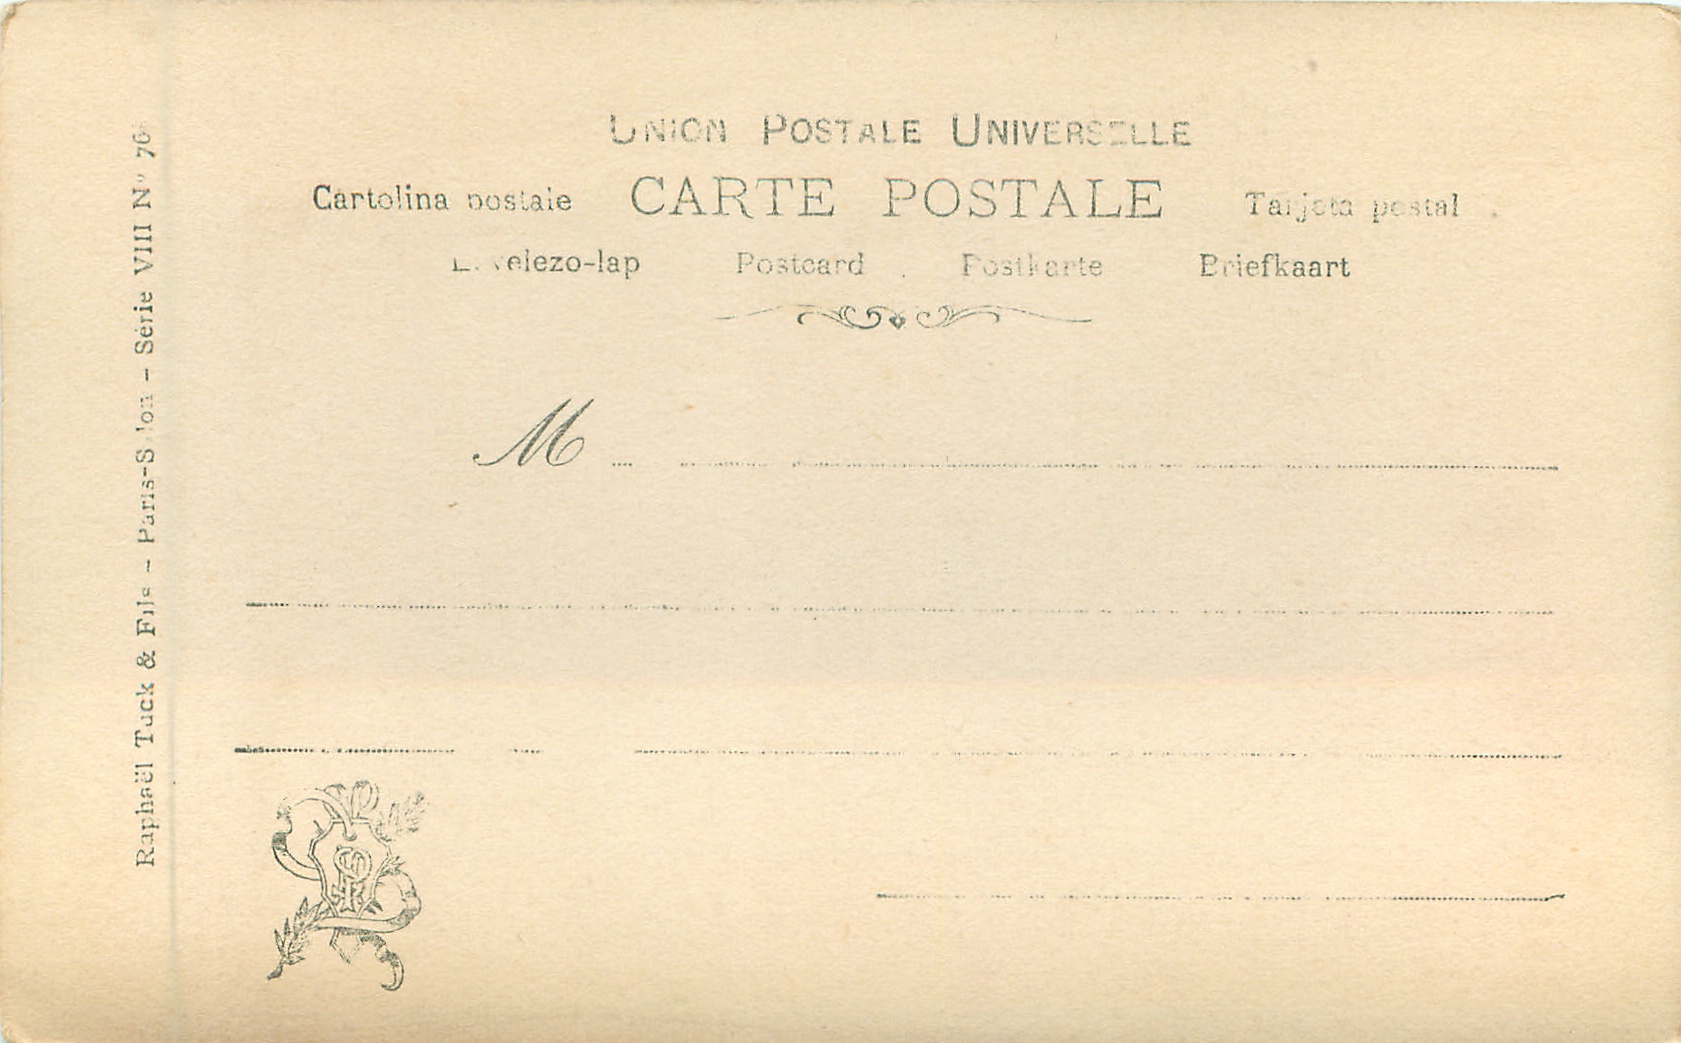 UNION POSTALE UNIVERSELLE
Cartolina postale CARTE POSTALE Tarjeta postal
Levelezo-lap Postcard Postkarte Briefkaart
M
Raphaël Tuck & Fils - Paris-Salon - Série VIII No 76